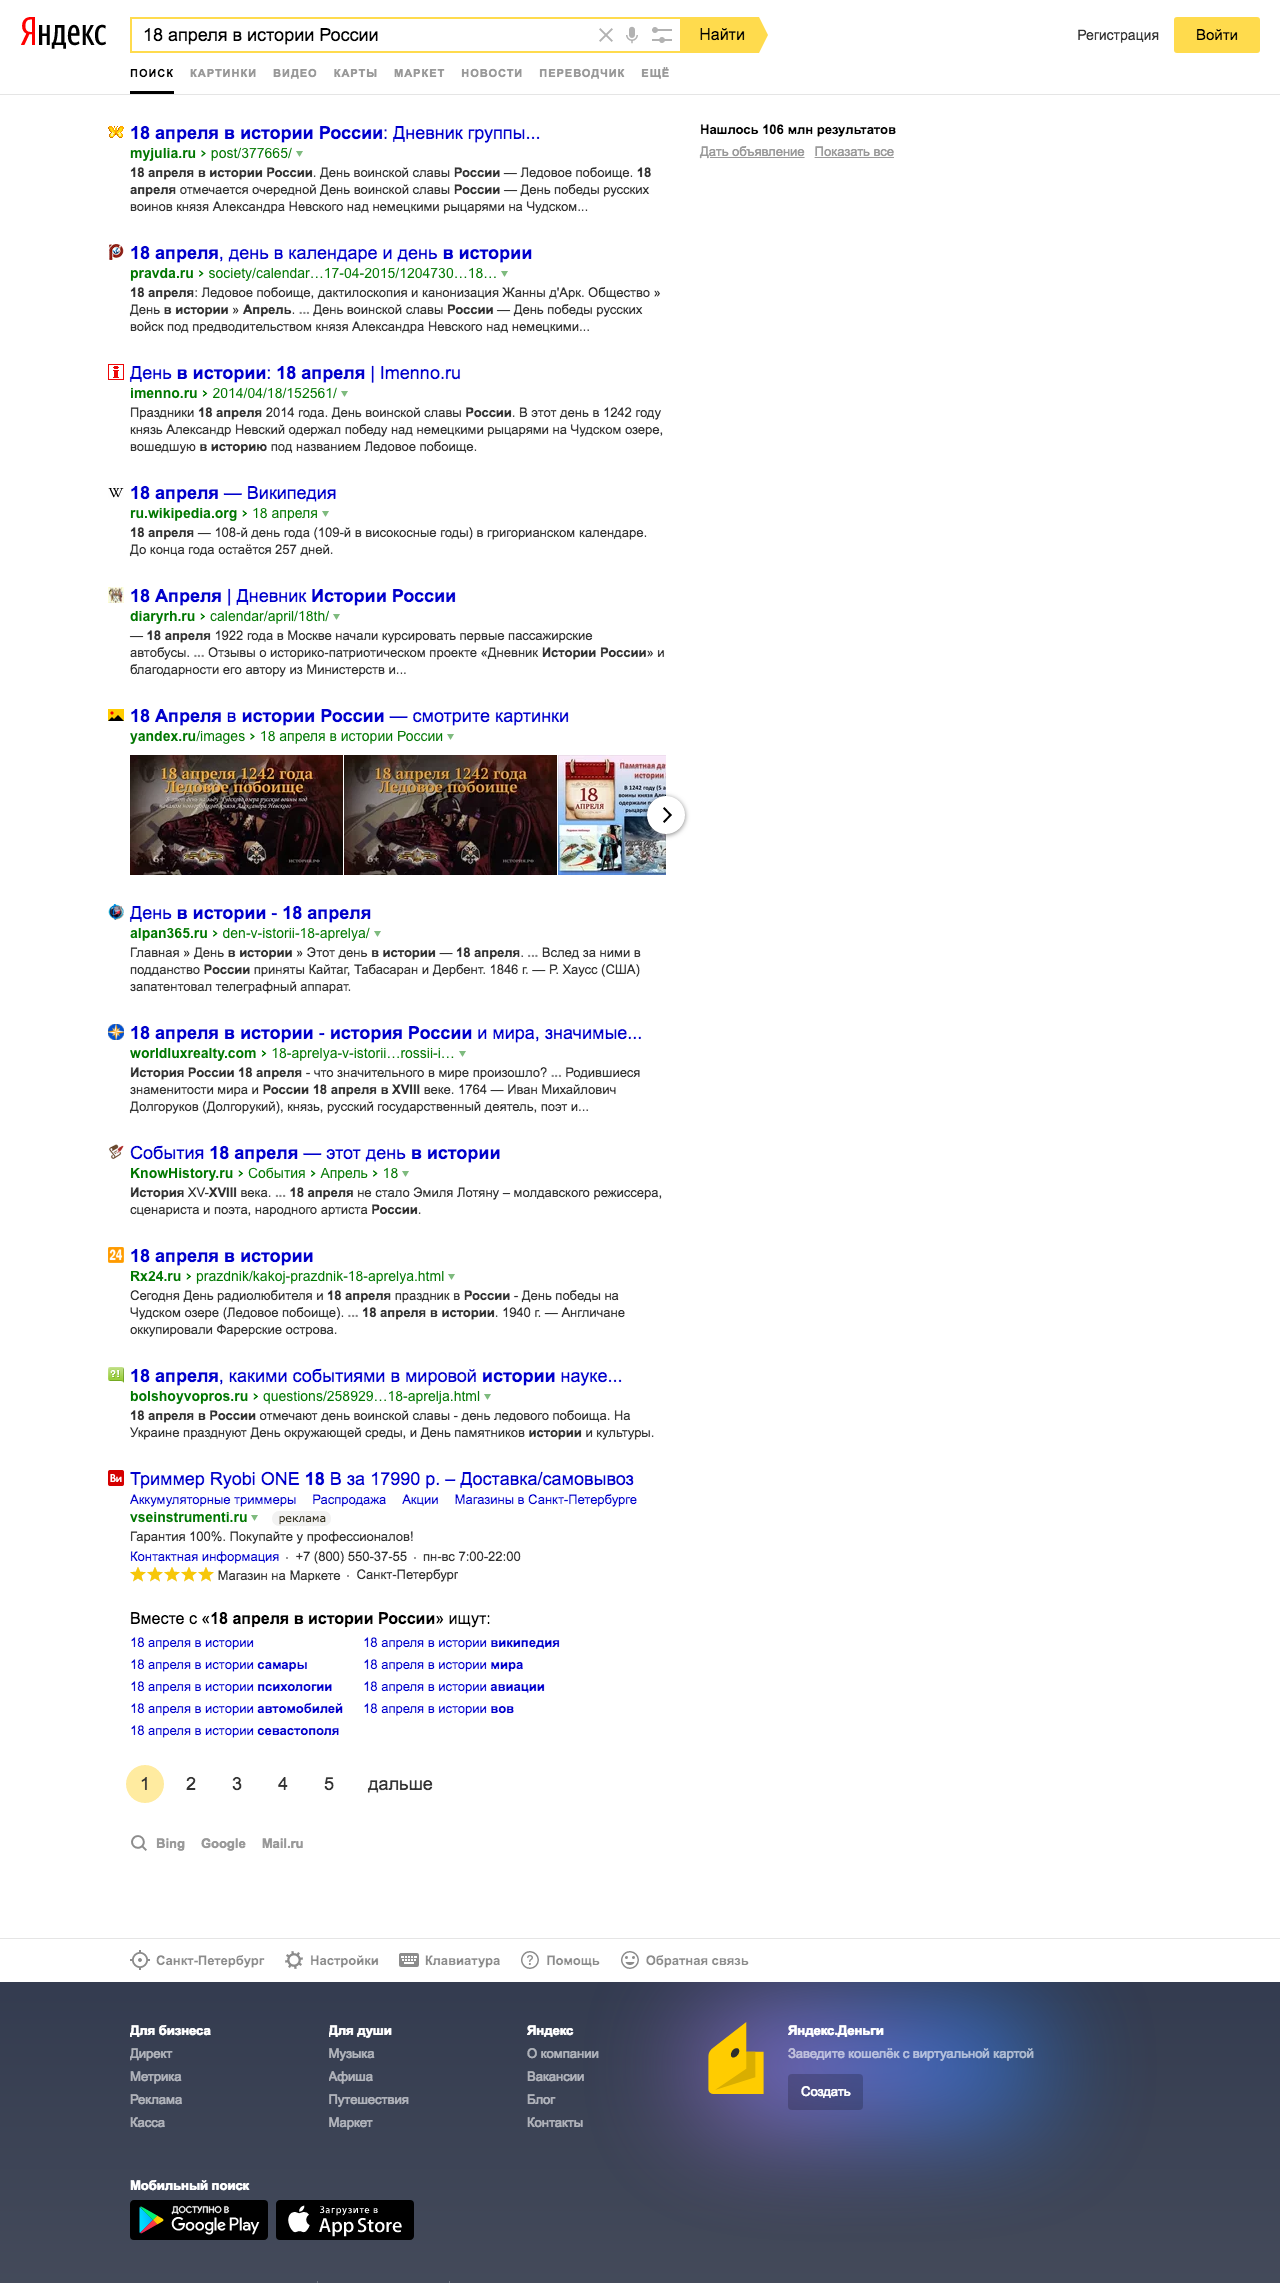 Яндекс
18 апреля в истории России
Найти
Регистрация
Войти
ПОИСК КАРТИНКИ ВИДЕО КАРТЫ МАРКЕТ НОВОСТИ ПЕРЕВОДЧИК ЕЩЁ
Нашлось 106 млн результатов
Дать объявление Показать все
18 апреля в истории России: Дневник группы...
myjulia.ru › post/377665/
18 апреля в истории России. День воинской славы России — Ледовое побоище. 18
апреля отмечается очередной День воинской славы России — День победы русских
воинов князя Александра Невского над немецкими рыцарями на Чудском...
18 апреля, день в календаре и день в истории
pravda.ru › society/calendar…17-04-2015/1204730…18…
18 апреля: Ледовое побоище, дактилоскопия и канонизация Жанны д'Арк. Общество »
День в истории » Апрель. ... День воинской славы России — День победы русских
войск под предводительством князя Александра Невского над немецкими...
День в истории: 18 апреля | Imenno.ru
imenno.ru › 2014/04/18/152561/
Праздники 18 апреля 2014 года. День воинской славы России. В этот день в 1242 году
князь Александр Невский одержал победу над немецкими рыцарями на Чудском озере,
вошедшую в историю под названием Ледовое побоище.
W
18 апреля — Википедия
ru.wikipedia.org › 18 апреля
18 апреля — 108-й день года (109-й в високосные годы) в григорианском календаре.
До конца года остаётся 257 дней.
18 Апреля | Дневник Истории России
diaryrh.ru › calendar/april/18th/
— 18 апреля 1922 года в Москве начали курсировать первые пассажирские
автобусы. ... Отзывы о историко-патриотическом проекте «Дневник Истории России» и
благодарности его автору из Министерств и...
18 Апреля в истории России — смотрите картинки
yandex.ru/images › 18 апреля в истории России
18 апреля 1242 года
Ледовое побоище
6+
ИСТОРИЯ.РФ
18 апреля 1242 года
Ледовое побоище
6+
ИСТОРИЯ.РФ
Памятная да
истории
18
АПРЕЛЯ
День в истории - 18 апреля
alpan365.ru › den-v-istorii-18-aprelya/
Главная » День в истории » Этот день в истории — 18 апреля. ... Вслед за ними в
подданство России приняты Кайтаг, Табасаран и Дербент. 1846 г. — Р. Хаусс (США)
запатентовал телеграфный аппарат.
18 апреля в истории - история России и мира, значимые...
worldluxrealty.com › 18-aprelya-v-istorii…rossii-i…
История России 18 апреля - что значительного в мире произошло? ... Родившиеся
знаменитости мира и России 18 апреля в XVIII веке. 1764 — Иван Михайлович
Долгоруков (Долгорукий), князь, русский государственный деятель, поэт и...
События 18 апреля — этот день в истории
KnowHistory.ru › События › Апрель › 18
История XV-XVIII века. ... 18 апреля не стало Эмиля Лотяну – молдавского режиссера,
сценариста и поэта, народного артиста России.
24
18 апреля в истории
Rx24.ru › prazdnik/kakoj-prazdnik-18-aprelya.html
Сегодня День радиолюбителя и 18 апреля праздник в России - День победы на
Чудском озере (Ледовое побоище). ... 18 апреля в истории. 1940 г. — Англичане
оккупировали Фарерские острова.
?!
18 апреля, какими событиями в мировой истории науке...
bolshoyvopros.ru › questions/258929…18-aprelja.html
18 апреля в России отмечают день воинской славы - день ледового побоища. На
Украине празднуют День окружающей среды, и День памятников истории и культуры.
Ви
Триммер Ryobi ONE 18 В за 17990 р. – Доставка/самовывоз
Аккумуляторные триммеры Распродажа Акции Магазины в Санкт-Петербурге
vseinstrumenti.ru реклама
Гарантия 100%. Покупайте у профессионалов!
Контактная информация · +7 (800) 550-37-55 · пн-вс 7:00-22:00
Магазин на Маркете · Санкт-Петербург
Вместе с «18 апреля в истории России» ищут:
18 апреля в истории
18 апреля в истории википедия
18 апреля в истории самары
18 апреля в истории мира
18 апреля в истории психологии
18 апреля в истории авиации
18 апреля в истории автомобилей
18 апреля в истории вов
18 апреля в истории севастополя
1 2 3 4 5 дальше
Bing Google Mail.ru
Санкт-Петербург Настройки Клавиатура Помощь Обратная связь
Для бизнеса
Директ
Метрика
Реклама
Касса
Для души
Музыка
Афиша
Путешествия
Маркет
Яндекс
О компании
Вакансии
Блог
Контакты
Яндекс.Деньги
Заведите кошелёк с виртуальной картой
Создать
Мобильный поиск
ДОСТУПНО В
Google Play
Загрузите в
App Store